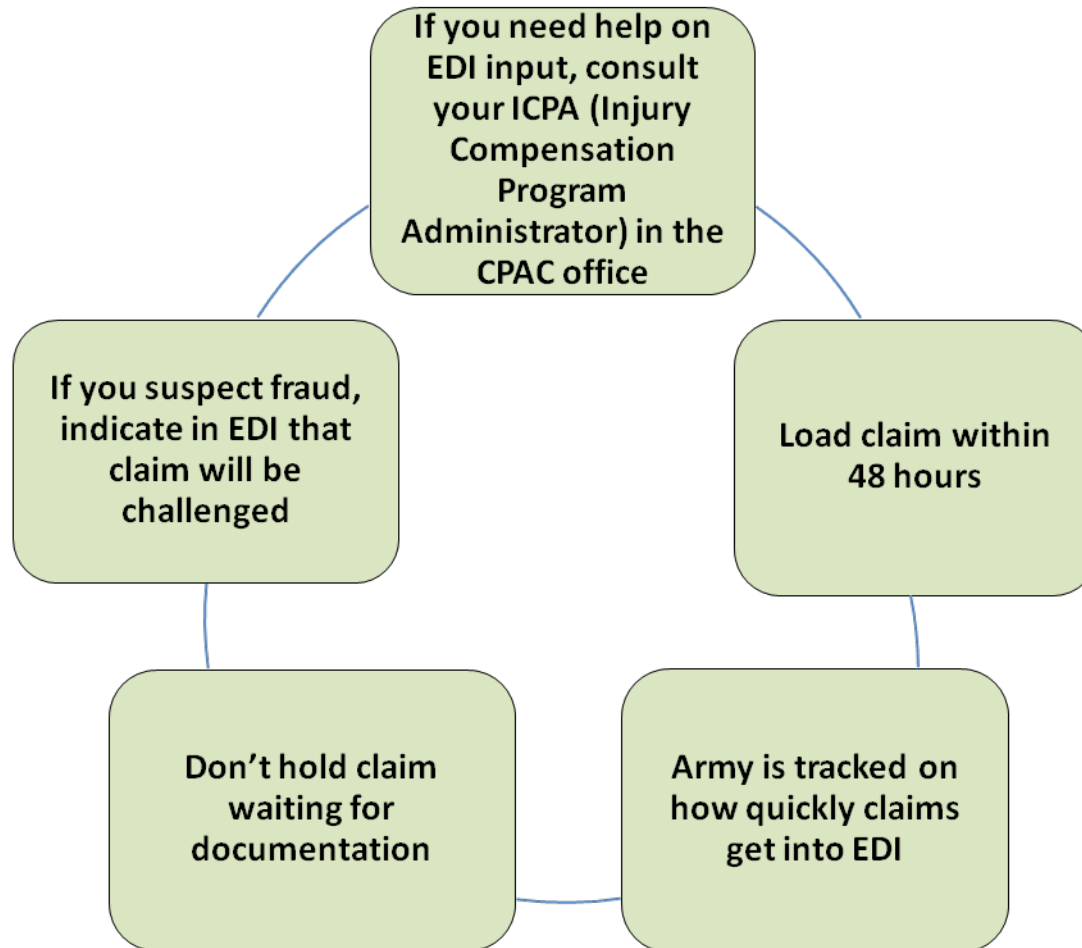 If you need help on
EDI input, consult
your ICPA (Injury
Compensation
Program
Administrator) in the
CPAC office
Load claim within
48 hours
Army is tracked on
how quickly claims
get into EDI
Don’t hold claim
waiting for
documentation
If you suspect fraud,
indicate in EDI that
claim will be
challenged